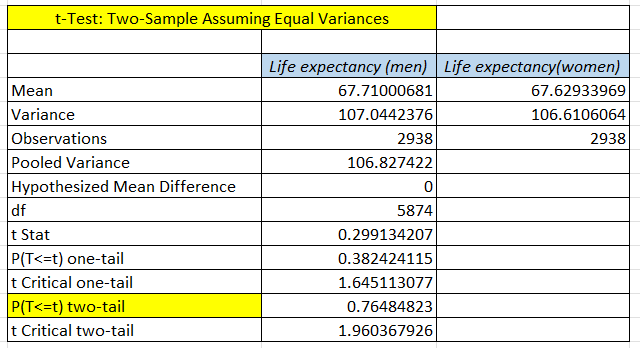 t-Test: Two-Sample Assuming Equal Variances
Life expectancy (men) Life expectancy(women)
Mean 67.71000681 67.62933969
Variance 107.0442376 106.6106064
Observations 2938 2938
Pooled Variance 106.827422
Hypothesized Mean Difference 0
df 5874
t Stat 0.299134207
P(T<=t) one-tail 0.382424115
t Critical one-tail 1.645113077
P(T<=t) two-tail 0.76484823
t Critical two-tail 1.960367926